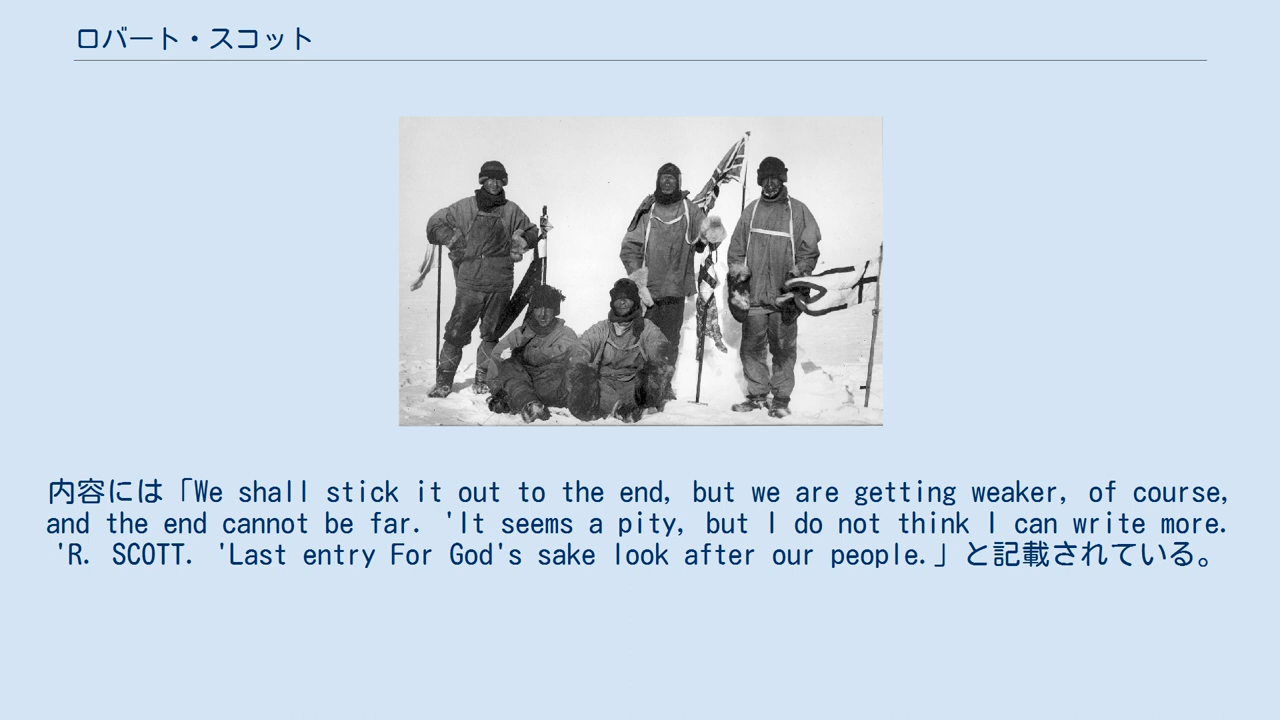 ロバート・スコット
内容には「We shall stick it out to the end, but we are getting weaker, of course,
and the end cannot be far. 'It seems a pity, but I do not think I can write more.
'R. SCOTT. 'Last entry For God's sake look after our people.」と記載されている。